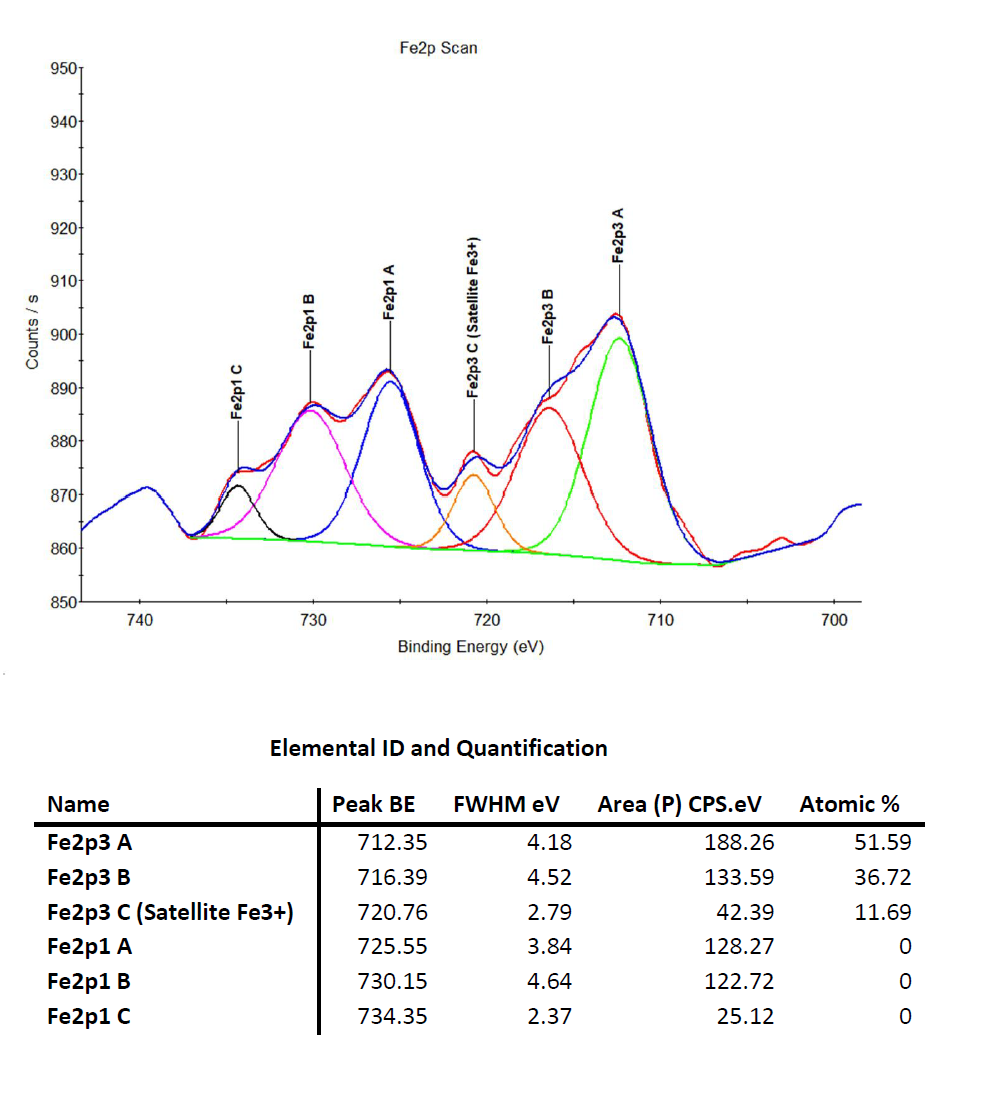 Fe2p Scan
950
940
930
920
910
900
890
880
870
860
850
Counts / s
Fe2p1 C
Fe2p1 B
Fe2p1 A
Fe2p3 C (Satellite Fe3+)
Fe2p3 B
Fe2p3 A
740 730 720 710 700
Binding Energy (eV)
Elemental ID and Quantification
Name Peak BE FWHM eV Area (P) CPS.eV Atomic %
Fe2p3 A 712.35 4.18 188.26 51.59
Fe2p3 B 716.39 4.52 133.59 36.72
Fe2p3 C (Satellite Fe3+) 720.76 2.79 42.39 11.69
Fe2p1 A 725.55 3.84 128.27 0
Fe2p1 B 730.15 4.64 122.72 0
Fe2p1 C 734.35 2.37 25.12 0